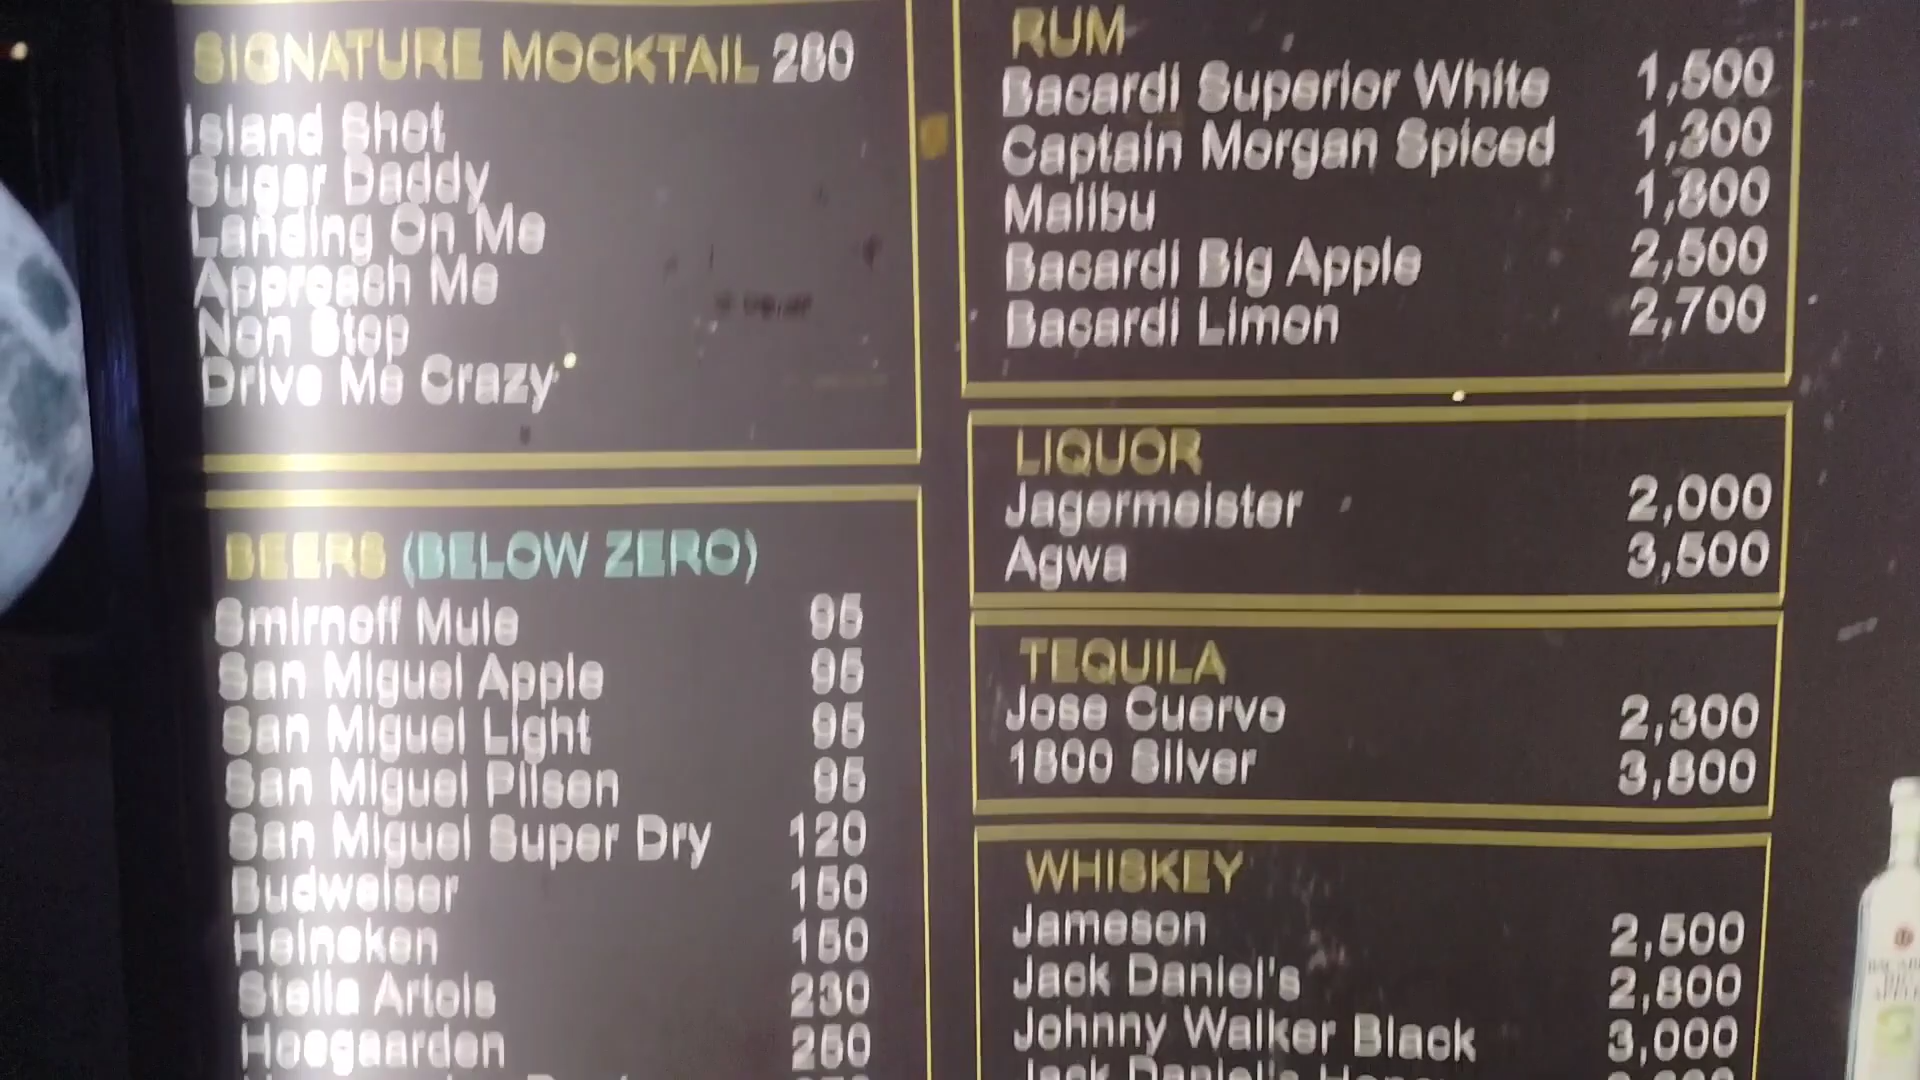 SIGNATURE MOCKTAIL 280
Island Shot
Sugar Daddy
Landing On Me
Approach Me
Non Stop
Drive Me Crazy
BEERS (BELOW ZERO)
Smirnoff Mule 95
San Miguel Apple 95
San Miguel Light 95
San Miguel Pilsen 95
San Miguel Super Dry 120
Budweiser 150
Heineken 150
Stella Artois 230
Hoegaarden 250
RUM
Bacardi Superior White 1,500
Captain Morgan Spiced 1,300
Malibu 1,800
Bacardi Big Apple 2,500
Bacardi Limon 2,700
LIQUOR
Jagermeister 2,000
Agwa 3,500
TEQUILA
Jose Cuervo 2,300
1800 Silver 3,800
WHISKEY
Jameson 2,500
Jack Daniel's 2,800
Johnny Walker Black 3,000
Jack Daniel's